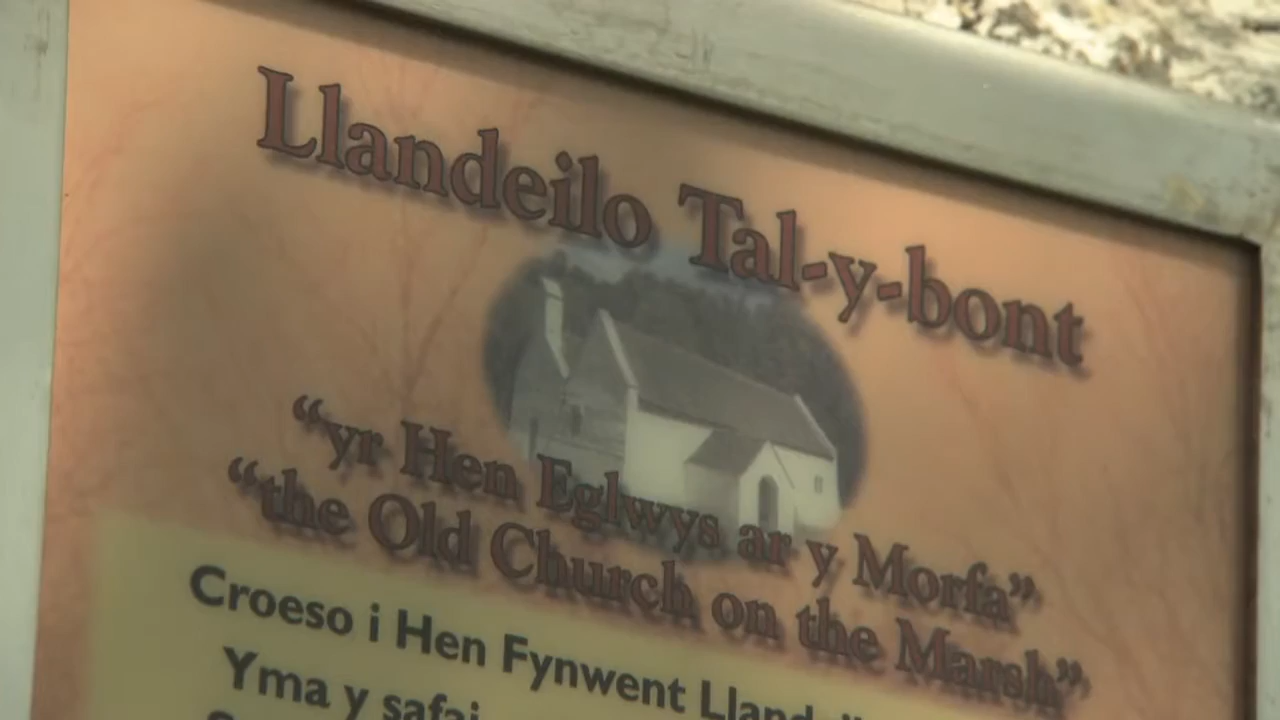 Llandeilo Tal-y-bont
“yr Hen Eglwys ar y Morfa”
“the Old Church on the Marsh”
Croeso i Hen Fynwent
Yma y safai